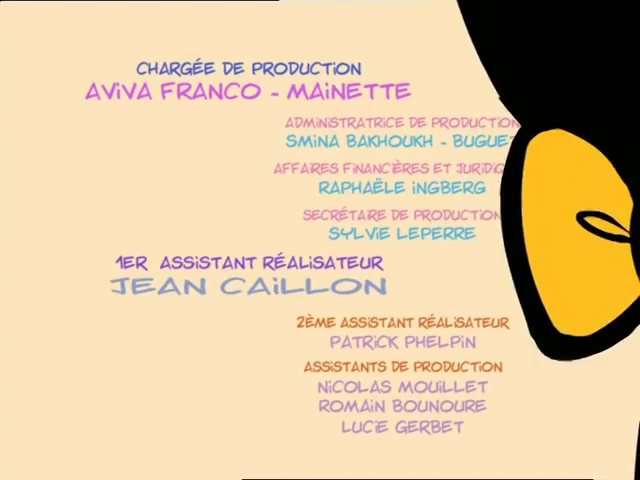 CHARGÉE DE PRODUCTION
AVIVA FRANCO - MAINETTE
ADMINISTRATRICE DE PRODUCTION
SMINA BAKHOUKH - BUGUET
AFFAIRES FINANCIÈRES ET JURIDIQ
RAPHAËLE INGBERG
SECRÉTAIRE DE PRODUCTION
SYLVIE LEPERRE
1ER ASSISTANT RÉALISATEUR
JEAN CAILLON
2ÈME ASSISTANT RÉALISATEUR
PATRICK PHELPIN
ASSISTANTS DE PRODUCTION
NICOLAS MOUILLET
ROMAIN BOUNOURE
LUCIE GERBET